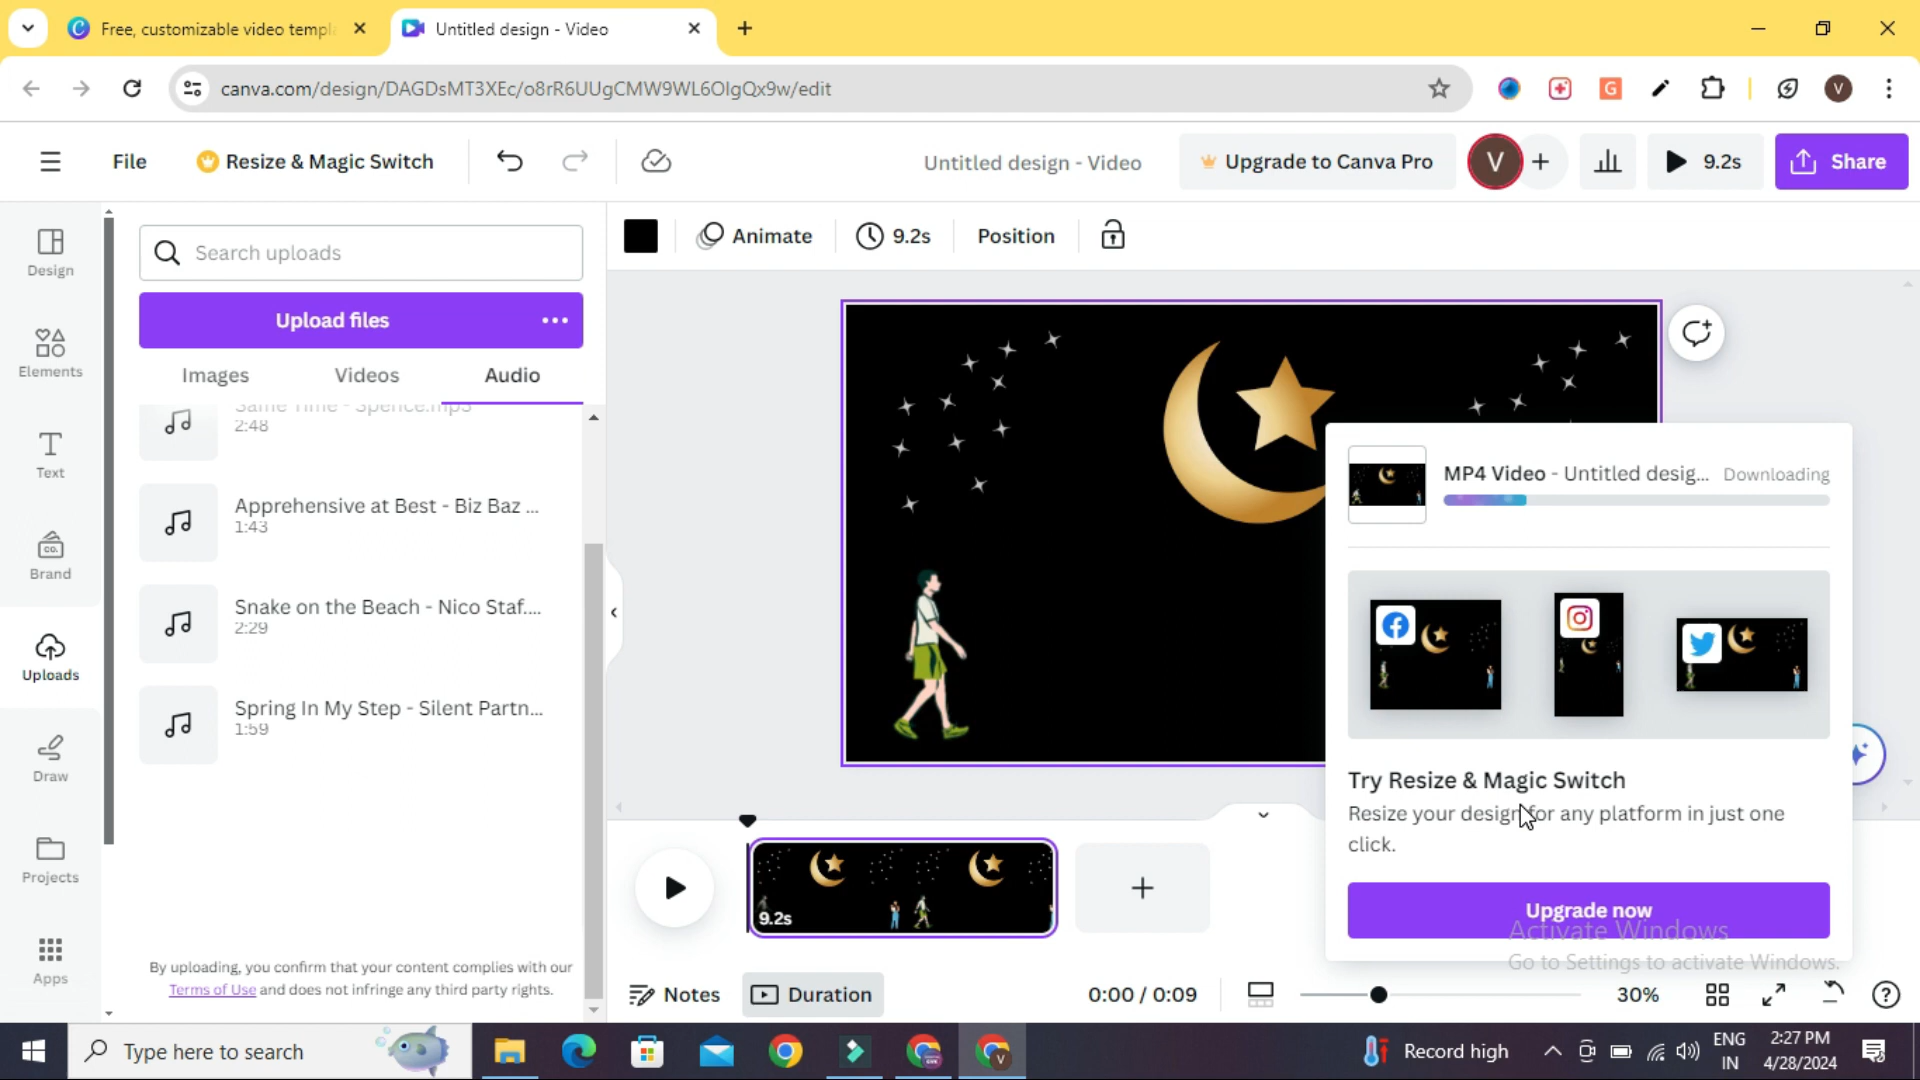 Free, customizable video templ
Untitled design - Video
canva.com/design/DAGDsMT3XEc/o8rR6UUgCMW9WL6OIgQx9w/edit
G
V
File
Resize & Magic Switch
Untitled design - Video
Upgrade to Canva Pro
V
9.2s
Share
Design
Elements
Text
CO.
Brand
Uploads
Draw
Projects
Apps
Search uploads
Upload files
Images
Videos
Audio
Same Time - Spence.mp3
2:48
Apprehensive at Best - Biz Baz ...
1:43
Snake on the Beach - Nico Staf....
2:29
Spring In My Step - Silent Partn...
1:59
By uploading, you confirm that your content complies with our
Terms of Use and does not infringe any third party rights.
Animate
9.2s
Position
MP4 Video - Untitled desig...
Downloading
Try Resize & Magic Switch
Resize your design for any platform in just one
click.
Upgrade now
Activate Windows
Go to Settings to activate Windows.
9.2s
Notes
Duration
0:00 / 0:09
30%
Type here to search
V
Record high
ENG
IN
2:27 PM
4/28/2024